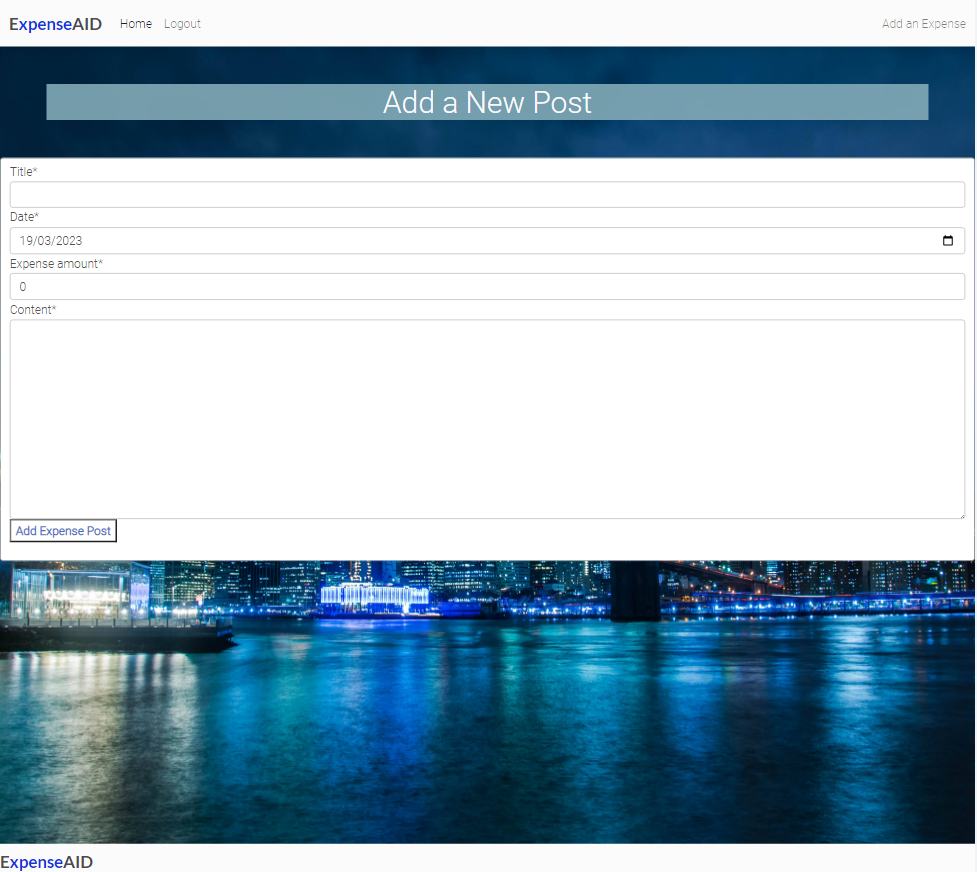 ExpenseAID Home Logout Add an Expense
Add a New Post
Title*
Date*
19/03/2023
Expense amount*
0
Content*
Add Expense Post
ExpenseAID